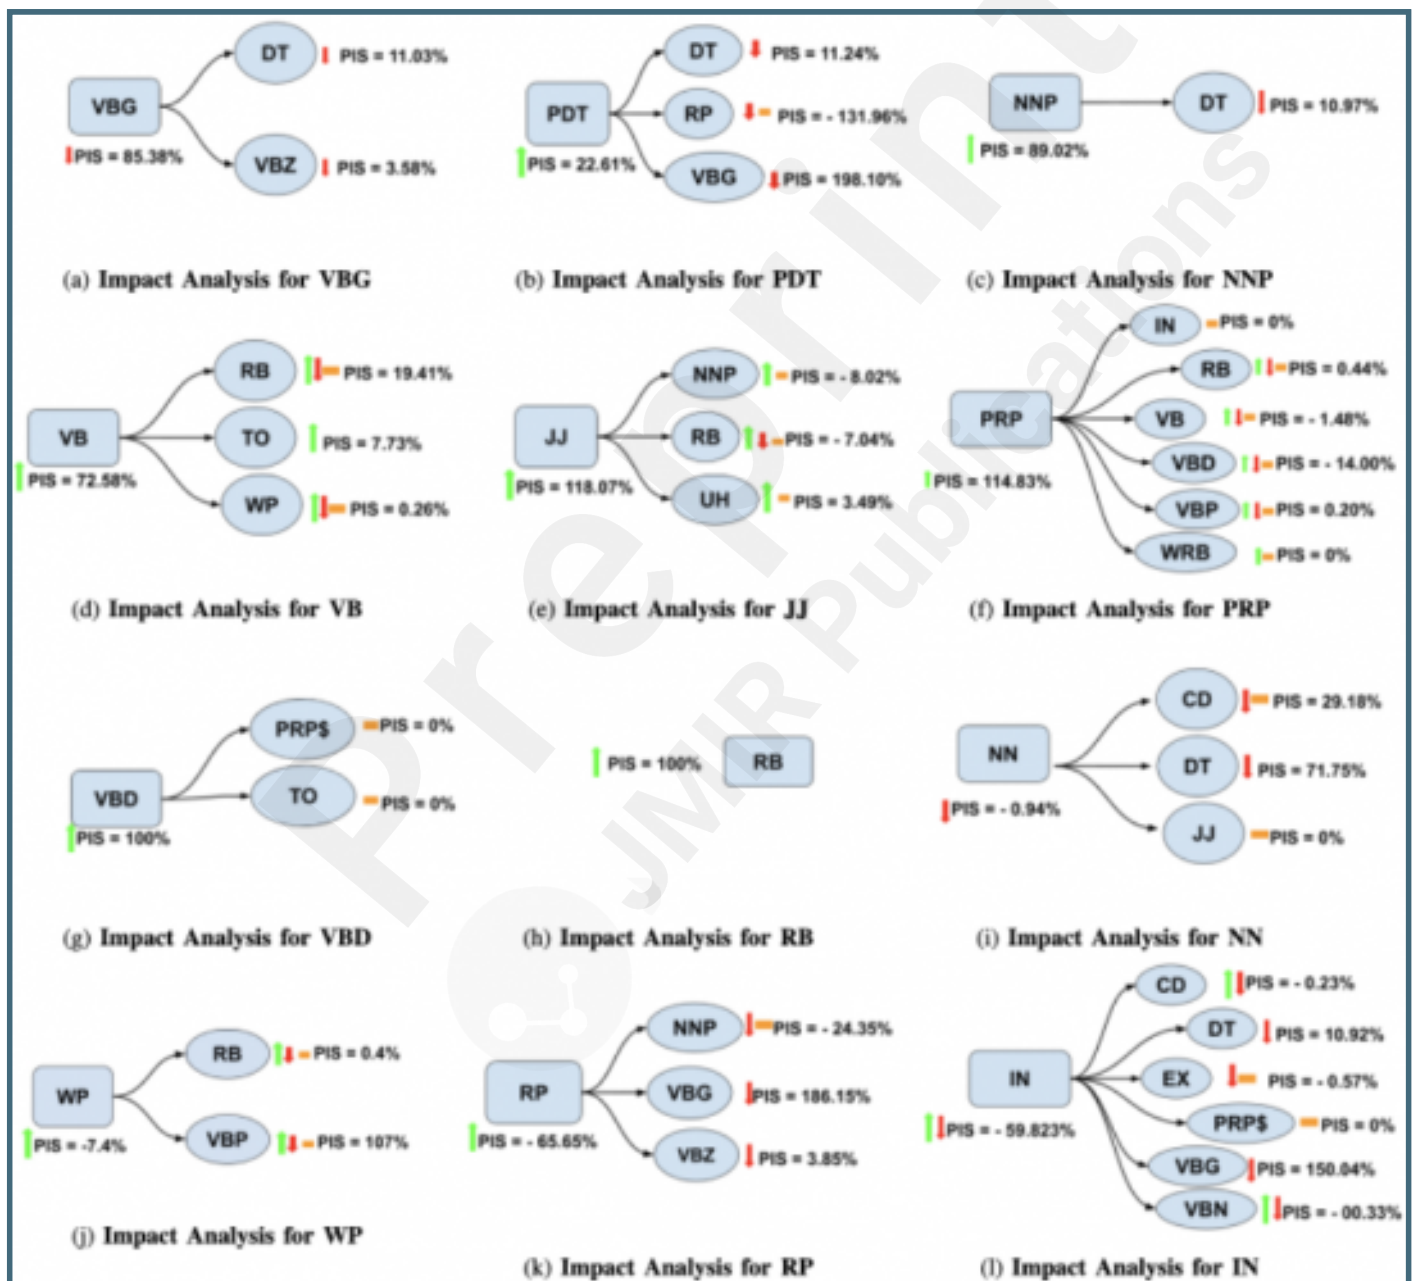 DT
PIS = 11.03%
VBG
PIS = 85.38%
VBZ
PIS = 3.58%
(a) Impact Analysis for VBG
DT
PIS = 11.24%
PDT
RP
PIS = - 131.96%
PIS = 22.61%
VBG
PIS = 198.10%
(b) Impact Analysis for PDT
NNP
DT
PIS = 10.97%
PIS = 89.02%
(c) Impact Analysis for NNP
RB
PIS = 19.41%
VB
TO
PIS = 7.73%
PIS = 72.58%
WP
PIS = 0.26%
(d) Impact Analysis for VB
NNP
PIS = - 8.02%
JJ
RB
PIS = - 7.04%
PIS = 118.07%
UH
PIS = 3.49%
(e) Impact Analysis for JJ
IN
PIS = 0%
RB
PIS = 0.44%
PRP
VB
PIS = - 1.48%
VBD
PIS = - 14.00%
PIS = 114.83%
VBP
PIS = 0.20%
WRB
PIS = 0%
(f) Impact Analysis for PRP
PRP$
PIS = 0%
VBD
TO
PIS = 0%
PIS = 100%
(g) Impact Analysis for VBD
PIS = 100%
RB
(h) Impact Analysis for RB
CD
PIS = 29.18%
NN
DT
PIS = 71.75%
PIS = - 0.94%
JJ
PIS = 0%
(i) Impact Analysis for NN
RB
PIS = 0.4%
WP
PIS = -7.4%
VBP
PIS = 107%
(j) Impact Analysis for WP
NNP
PIS = - 24.35%
RP
VBG
PIS = 186.15%
PIS = - 65.65%
VBZ
PIS = 3.85%
(k) Impact Analysis for RP
CD
PIS = - 0.23%
DT
PIS = 10.92%
IN
EX
PIS = - 0.57%
PIS = - 59.823%
PRP$
PIS = 0%
VBG
PIS = 150.04%
VBN
PIS = - 00.33%
(l) Impact Analysis for IN
Preprint
JMIR Publications